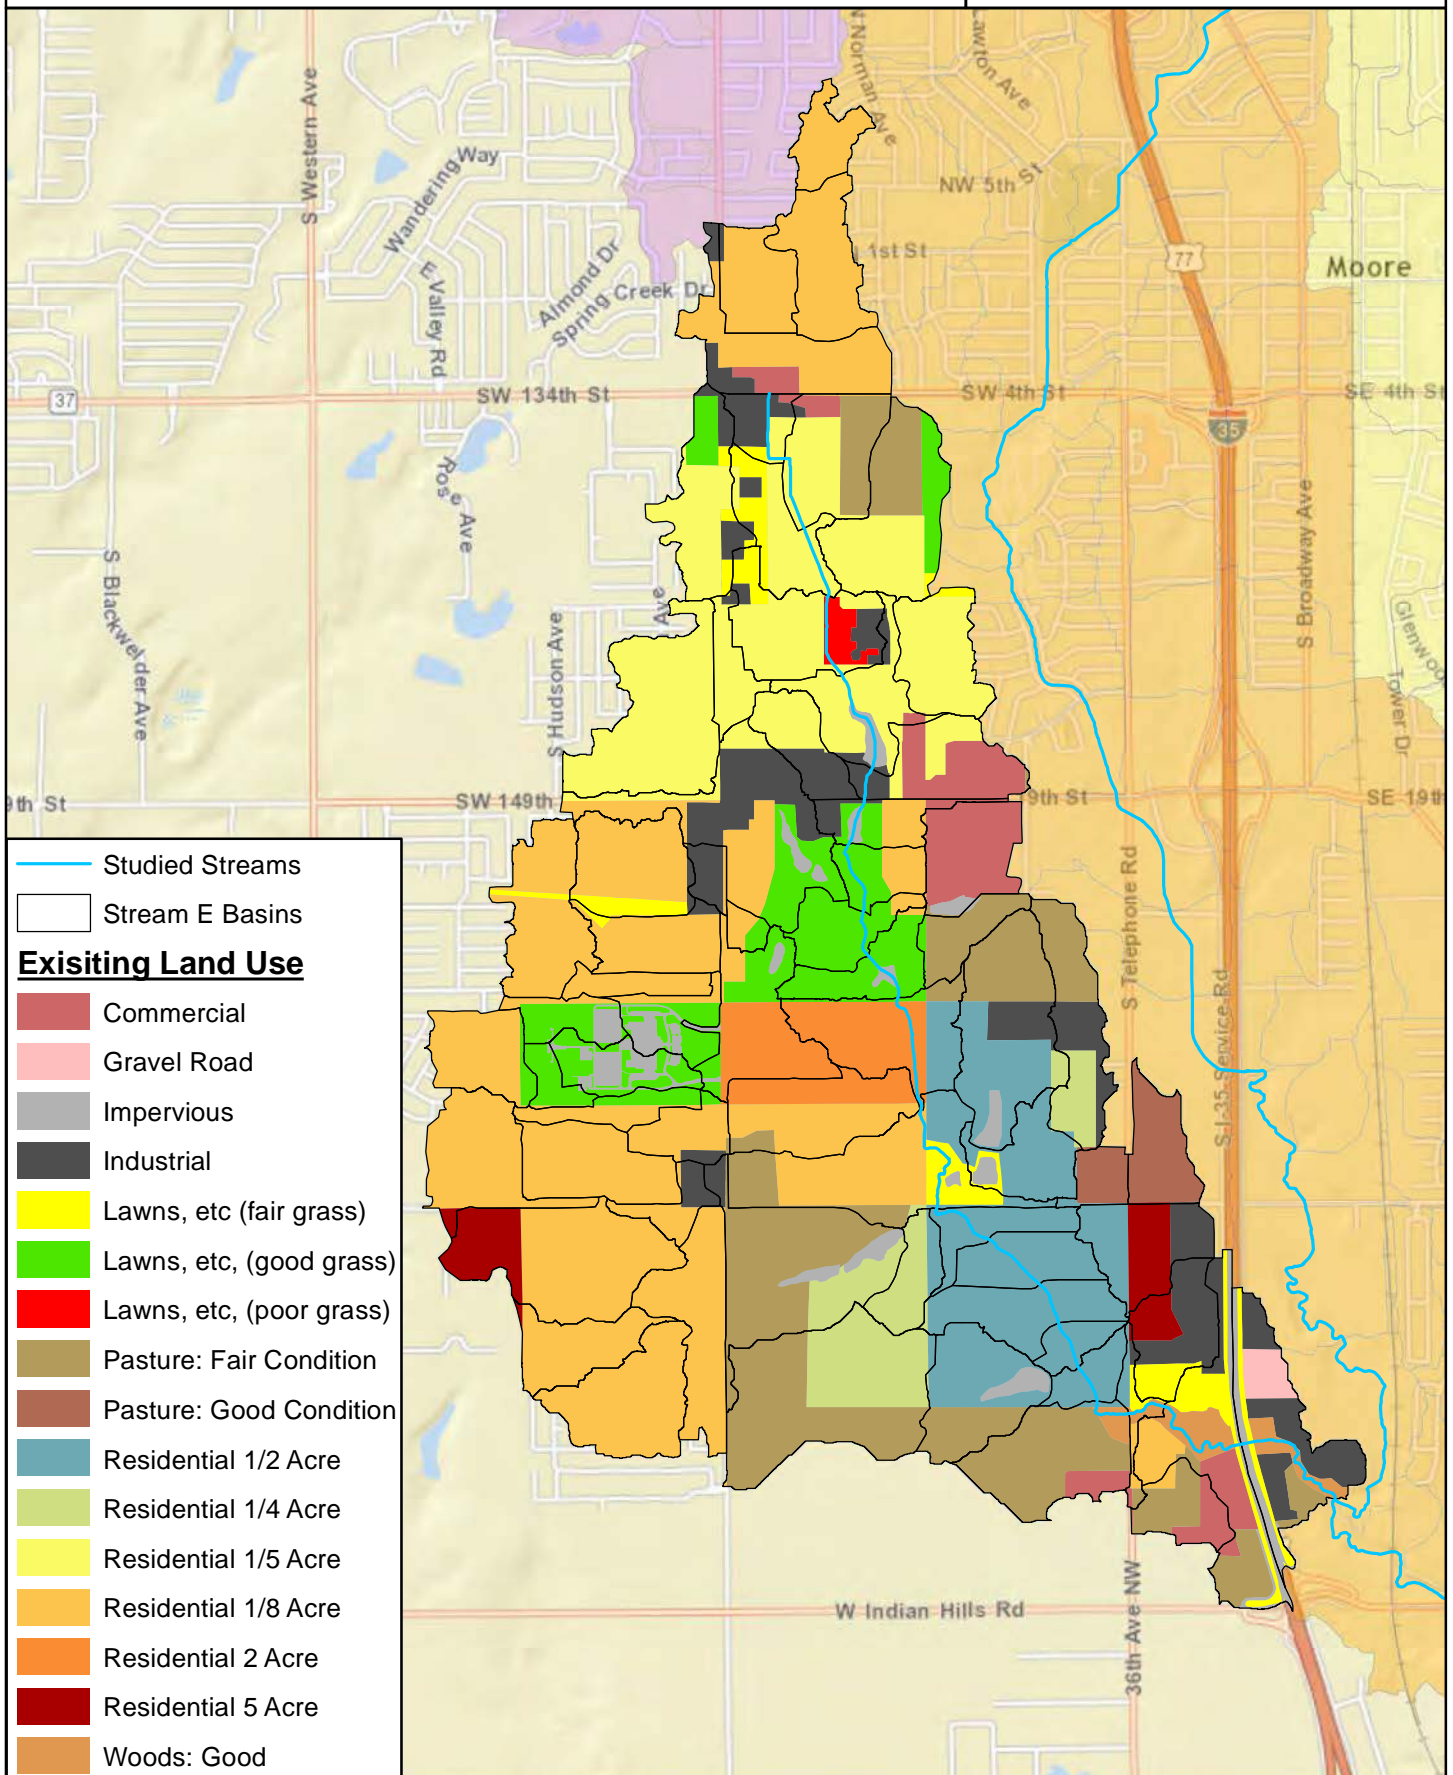 N Norman Ave
Lawton Ave
S Western Ave
Wandering Way
NW 5th St
1st St
77
Moore
E Valley Rd
Almond Dr
Spring Creek Dr
37
SW 134th St
SW 4th St
SE 4th St
35
Rose Ave
S Broadway Ave
S Blackwelder Ave
Ave
S Hudson Ave
Glenwoo
Tower Dr
9th St
SW 149th
9th St
SE 19th
S Telephone Rd
S I-35 Service Rd
Studied Streams
Stream E Basins
Exisiting Land Use
Commercial
Gravel Road
Impervious
Industrial
Lawns, etc (fair grass)
Lawns, etc, (good grass)
Lawns, etc, (poor grass)
Pasture: Fair Condition
Pasture: Good Condition
Residential 1/2 Acre
Residential 1/4 Acre
Residential 1/5 Acre
Residential 1/8 Acre
Residential 2 Acre
Residential 5 Acre
Woods: Good
W Indian Hills Rd
36th Ave NW